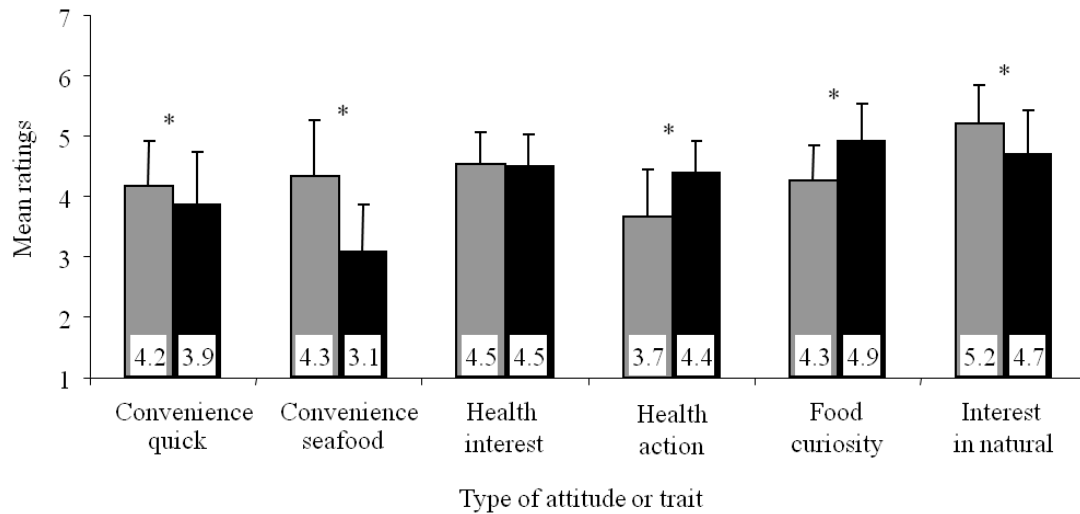 7
6
5
4
3
2
1
Mean ratings
*
*
*
*
*
4.2 3.9 4.3 3.1 4.5 4.5 3.7 4.4 4.3 4.9 5.2 4.7
Convenience
quick
Convenience
seafood
Health
interest
Health
action
Food
curiosity
Interest
in natural
Type of attitude or trait